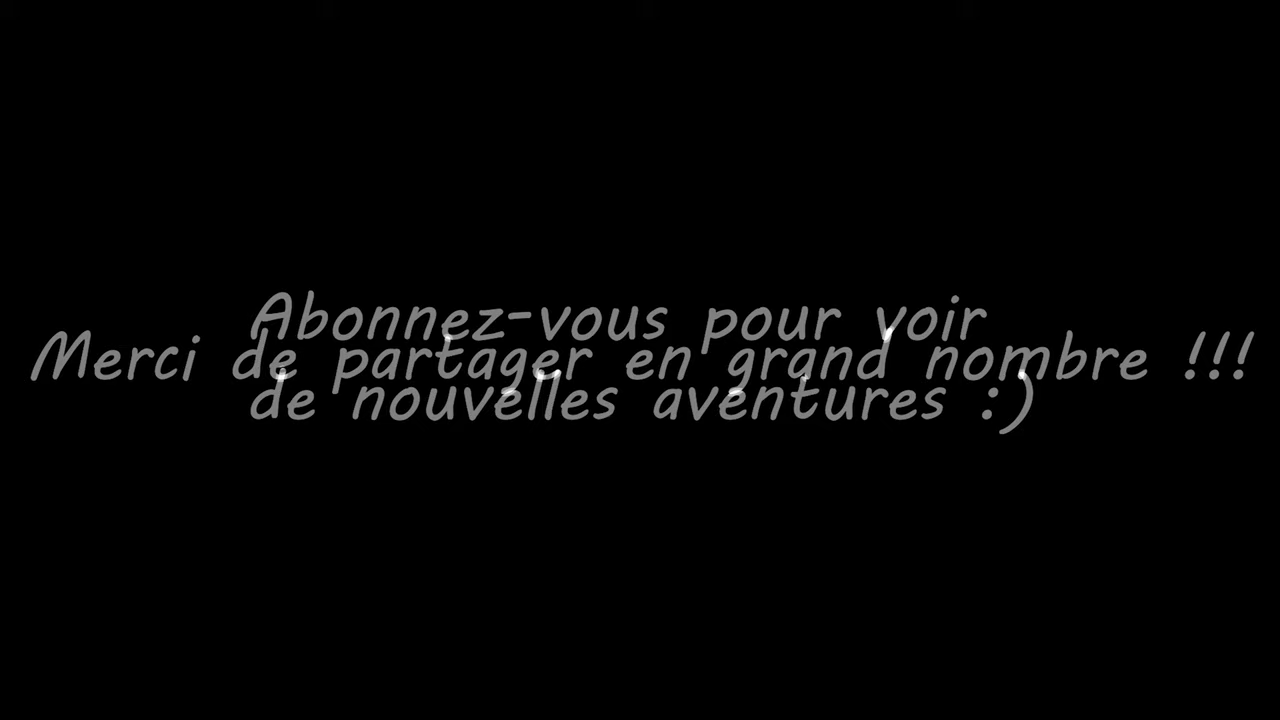 Abonnez-vous pour voir
Merci de partager en grand nombre !!!
de nouvelles aventures :)